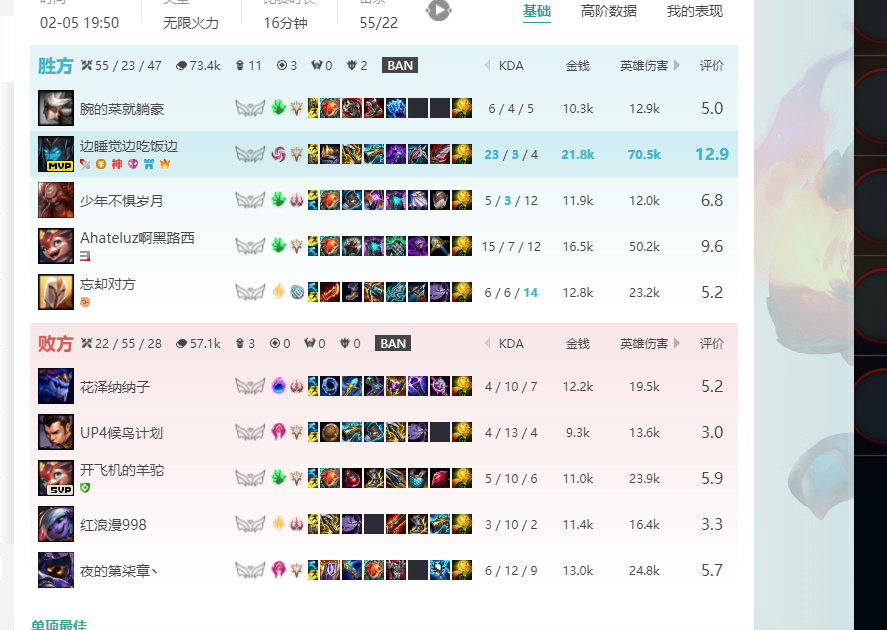 02-05 19:50 无限火力 16分钟 55/22 基础 高阶数据 我的表现
胜方 55 / 23 / 47 73.4k 11 3 0 2 BAN KDA 金钱 英雄伤害 评价
腕的菜就躺豪 6 / 4 / 5 10.3k 12.9k 5.0
边睡觉边吃饭边 23 / 3 / 4 21.8k 70.5k 12.9
MVP 神
少年不惧岁月 5 / 3 / 12 11.9k 12.0k 6.8
Ahateluz啊黑路西 15 / 7 / 12 16.5k 50.2k 9.6
忘却对方 6 / 6 / 14 12.8k 23.2k 5.2
败方 22 / 55 / 28 57.1k 3 0 0 0 BAN KDA 金钱 英雄伤害 评价
花泽纳纳子 4 / 10 / 7 12.2k 19.5k 5.2
UP4候鸟计划 4 / 13 / 4 9.3k 13.6k 3.0
开飞机的羊驼 5 / 10 / 6 11.0k 23.9k 5.9
SVP
红浪漫998 3 / 10 / 2 11.4k 16.4k 3.3
夜的第柒章丶 6 / 12 / 9 13.0k 24.8k 5.7
单项最佳